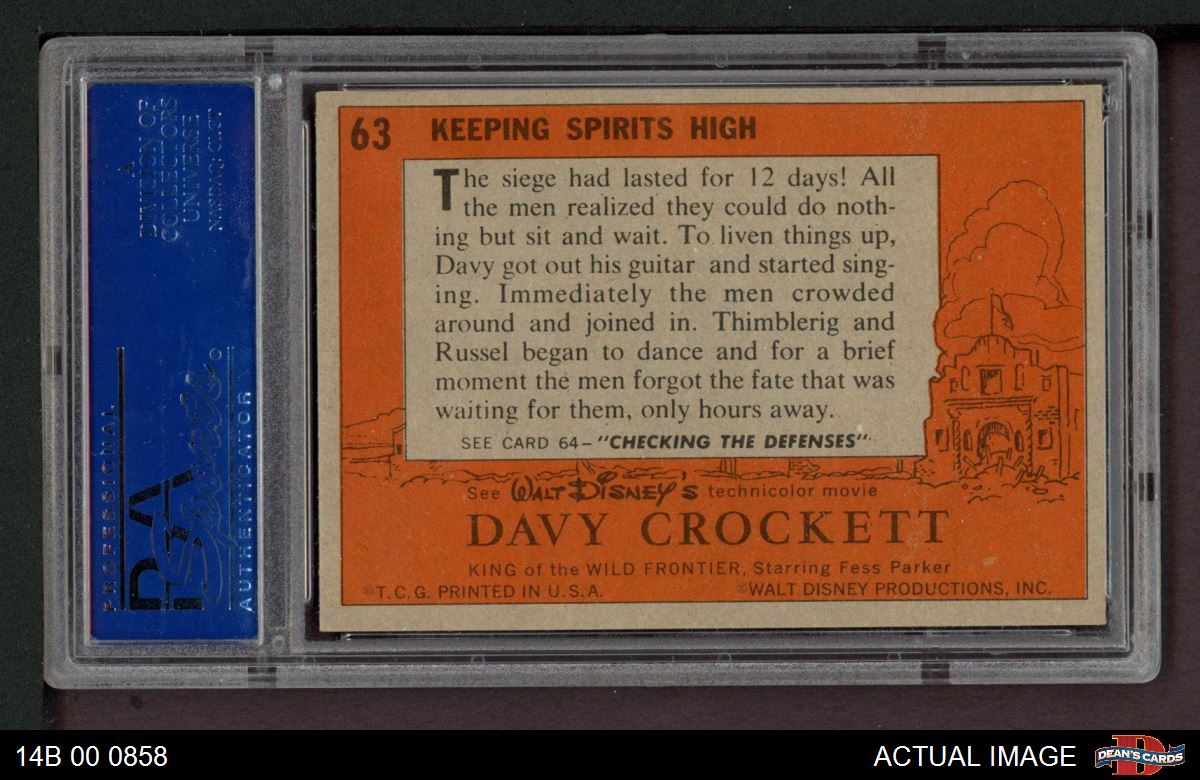 A
DIVISION OF
COLLECTORS
UNIVERSE
NASDAQ: CLCT
PROFESSIONAL
PSA
Sports
AUTHENTICATOR
63 KEEPING SPIRITS HIGH
The siege had lasted for 12 days! All
the men realized they could do noth-
ing but sit and wait. To liven things up,
Davy got out his guitar and started sing-
ing. Immediately the men crowded
around and joined in. Thimblerig and
Russel began to dance and for a brief
moment the men forgot the fate that was
waiting for them, only hours away.
SEE CARD 64–"CHECKING THE DEFENSES"
See WALT DISNEY'S technicolor movie
DAVY CROCKETT
KING of the WILD FRONTIER, Starring Fess Parker
©T.C.G. PRINTED IN U.S.A. ©WALT DISNEY PRODUCTIONS, INC.
14B 00 0858
ACTUAL IMAGE
D
DEAN'S CARDS